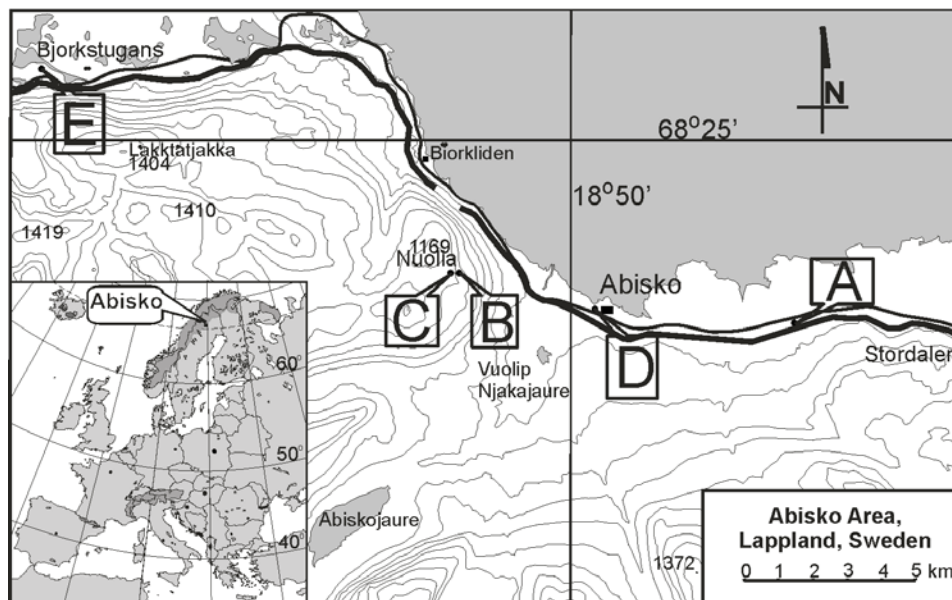 Bjorkstugans
E
N
68°25'
Lakktatjakka
1404
Biorkliden
18°50'
1410
1419
1169
Nuolia
Abisko
A
C
B
D
Stordalen
Vuolip
Njakajaure
Abisko
60°
50°
40°
Abiskojaure
1372
Abisko Area,
Lappland, Sweden
0 1 2 3 4 5 km